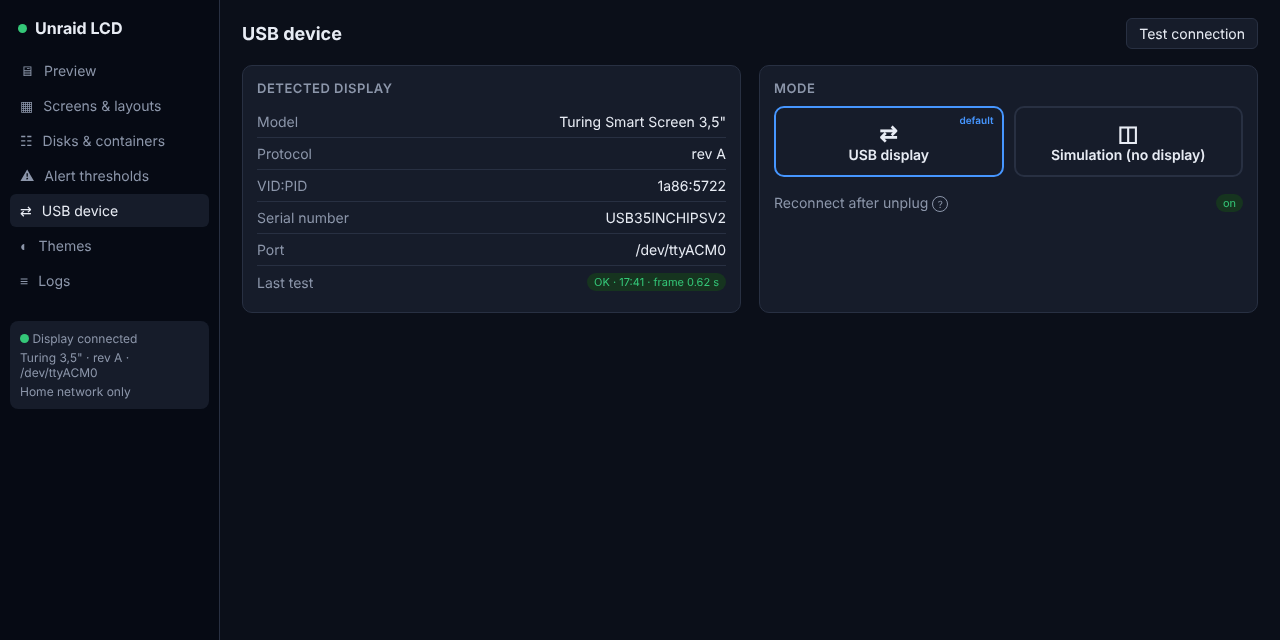 Unraid LCD
Preview
Screens & layouts
Disks & containers
Alert thresholds
USB device
Themes
Logs
Display connected
Turing 3,5" · rev A ·
/dev/ttyACM0
Home network only
USB device
Test connection
DETECTED DISPLAY
Model Turing Smart Screen 3,5"
Protocol rev A
VID:PID 1a86:5722
Serial number USB35INCHIPSV2
Port /dev/ttyACM0
Last test OK · 17:41 · frame 0.62 s
MODE
default
USB display
Simulation (no display)
Reconnect after unplug ? on